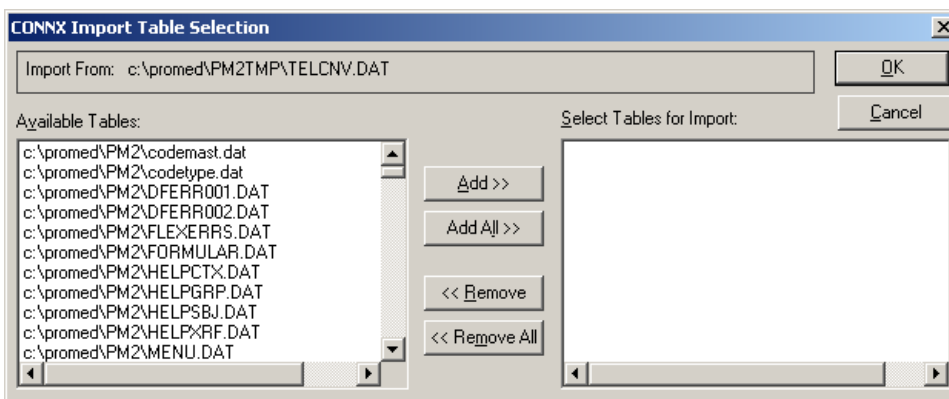 CONNX Import Table Selection
Import From: c:\promed\PM2TMP\TELCNV.DAT
OK
Cancel
Available Tables:
Select Tables for Import:
c:\promed\PM2\codemast.dat
c:\promed\PM2\codetype.dat
c:\promed\PM2\DFERR001.DAT
c:\promed\PM2\DFERR002.DAT
c:\promed\PM2\FLEXERRS.DAT
c:\promed\PM2\FORMULAR.DAT
c:\promed\PM2\HELPCTX.DAT
c:\promed\PM2\HELPGRP.DAT
c:\promed\PM2\HELPSBJ.DAT
c:\promed\PM2\HELPXRF.DAT
c:\promed\PM2\MENU.DAT
Add >>
Add All >>
<< Remove
<< Remove All